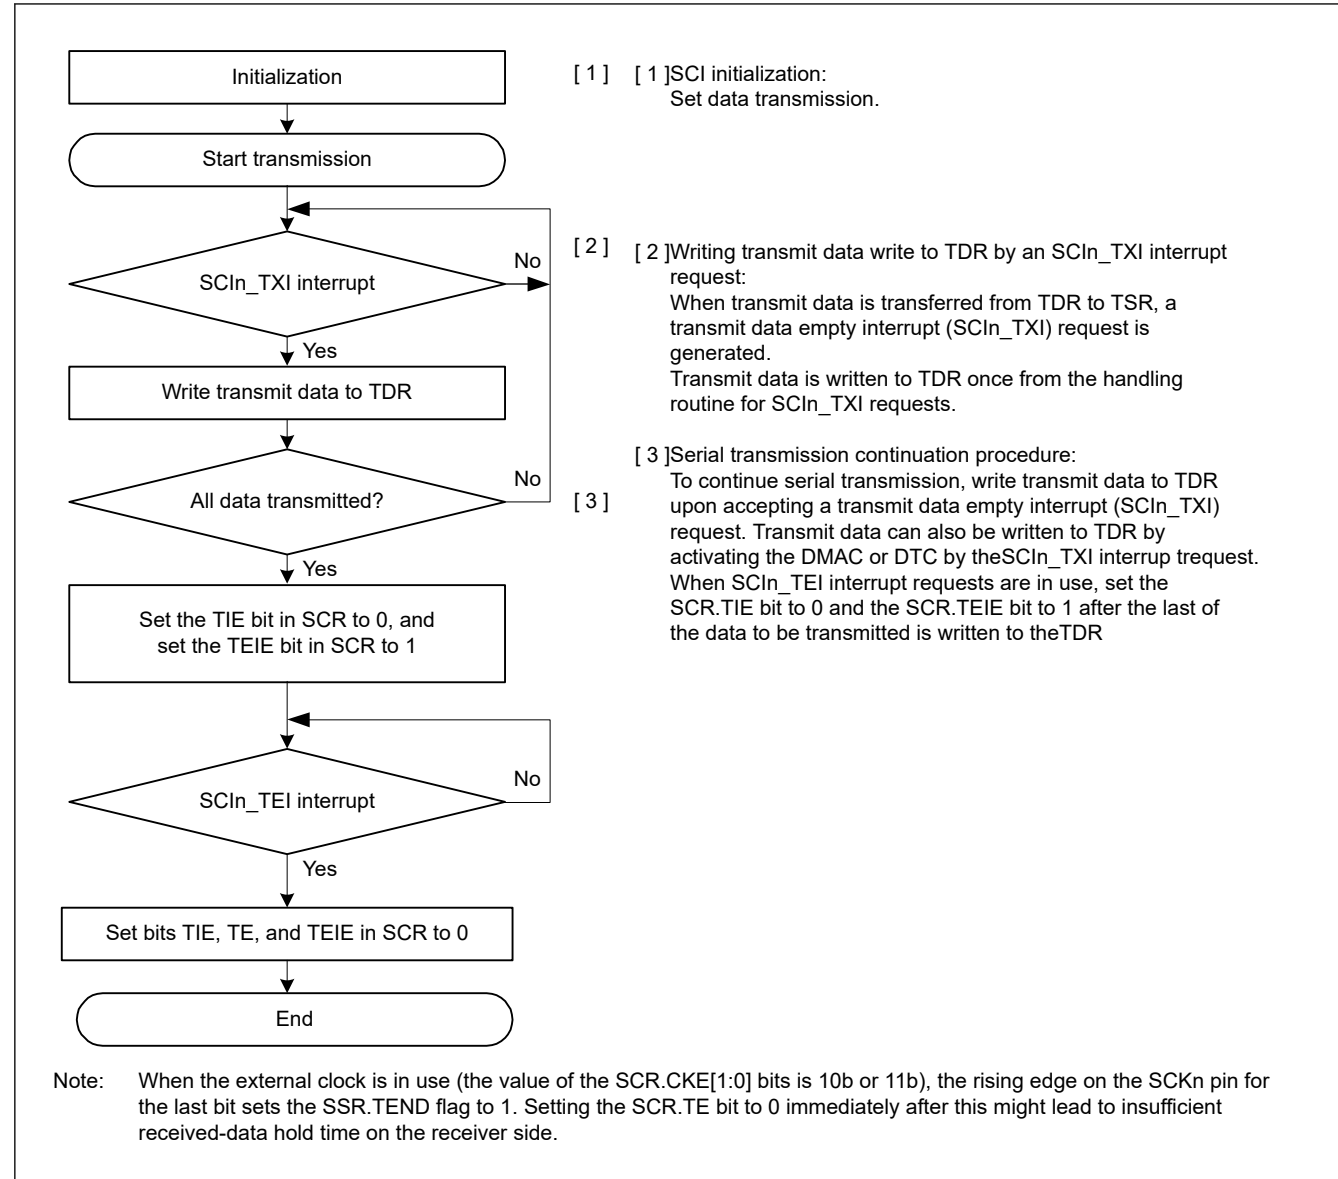 Initialization
[ 1 ]
[ 1 ]SCI initialization:
Set data transmission.
Start transmission
SCIn_TXI interrupt
No
Yes
[ 2 ]
[ 2 ]Writing transmit data write to TDR by an SCIn_TXI interrupt
request:
When transmit data is transferred from TDR to TSR, a
transmit data empty interrupt (SCIn_TXI) request is
generated.
Transmit data is written to TDR once from the handling
routine for SCIn_TXI requests.
Write transmit data to TDR
All data transmitted?
No
Yes
[ 3 ]
[ 3 ]Serial transmission continuation procedure:
To continue serial transmission, write transmit data to TDR
upon accepting a transmit data empty interrupt (SCIn_TXI)
request. Transmit data can also be written to TDR by
activating the DMAC or DTC by theSCIn_TXI interrup trequest.
When SCIn_TEI interrupt requests are in use, set the
SCR.TIE bit to 0 and the SCR.TEIE bit to 1 after the last of
the data to be transmitted is written to theTDR
Set the TIE bit in SCR to 0, and
set the TEIE bit in SCR to 1
SCIn_TEI interrupt
No
Yes
Set bits TIE, TE, and TEIE in SCR to 0
End
Note: When the external clock is in use (the value of the SCR.CKE[1:0] bits is 10b or 11b), the rising edge on the SCKn pin for
the last bit sets the SSR.TEND flag to 1. Setting the SCR.TE bit to 0 immediately after this might lead to insufficient
received-data hold time on the receiver side.